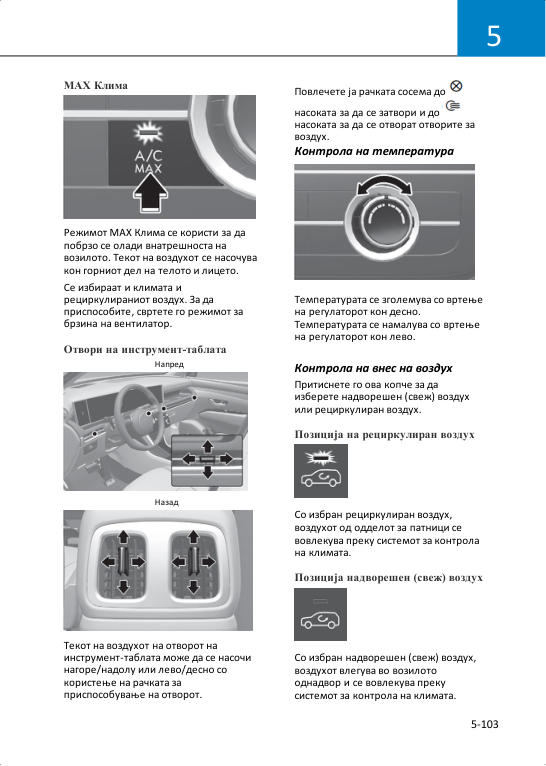 5
MAX Клима
A/C
MAX
Режимот MAX Клима се користи за да
побрзо се олади внатрешноста на
возилото. Текот на воздухот се насочува
кон горниот дел на телото и лицето.
Се избираат и климата и
рециркулираниот воздух. За да
приспособите, свртете го режимот за
брзина на вентилатор.
Отвори на инструмент-таблата
Напред
Назад
Текот на воздухот на отворот на
инструмент-таблата може да се насочи
нагоре/надолу или лево/десно со
користење на рачката за
приспособување на отворот.
Повлечете ја рачката сосема до
насоката за да се затвори и до
насоката за да се отворат отворите за
воздух.
Контрола на температура
Температурата се зголемува со вртење
на регулаторот кон десно.
Температурата се намалува со вртење
на регулаторот кон лево.
Контрола на внес на воздух
Притиснете го ова копче за да
изберете надворешен (свеж) воздух
или рециркулиран воздух.
Позиција на рециркулиран воздух
Со избран рециркулиран воздух,
воздухот од одделот за патници се
вовлекува преку системот за контрола
на климата.
Позиција надворешен (свеж) воздух
Со избран надворешен (свеж) воздух,
воздухот влегува во возилото
однадвор и се вовлекува преку
системот за контрола на климата.
5-103